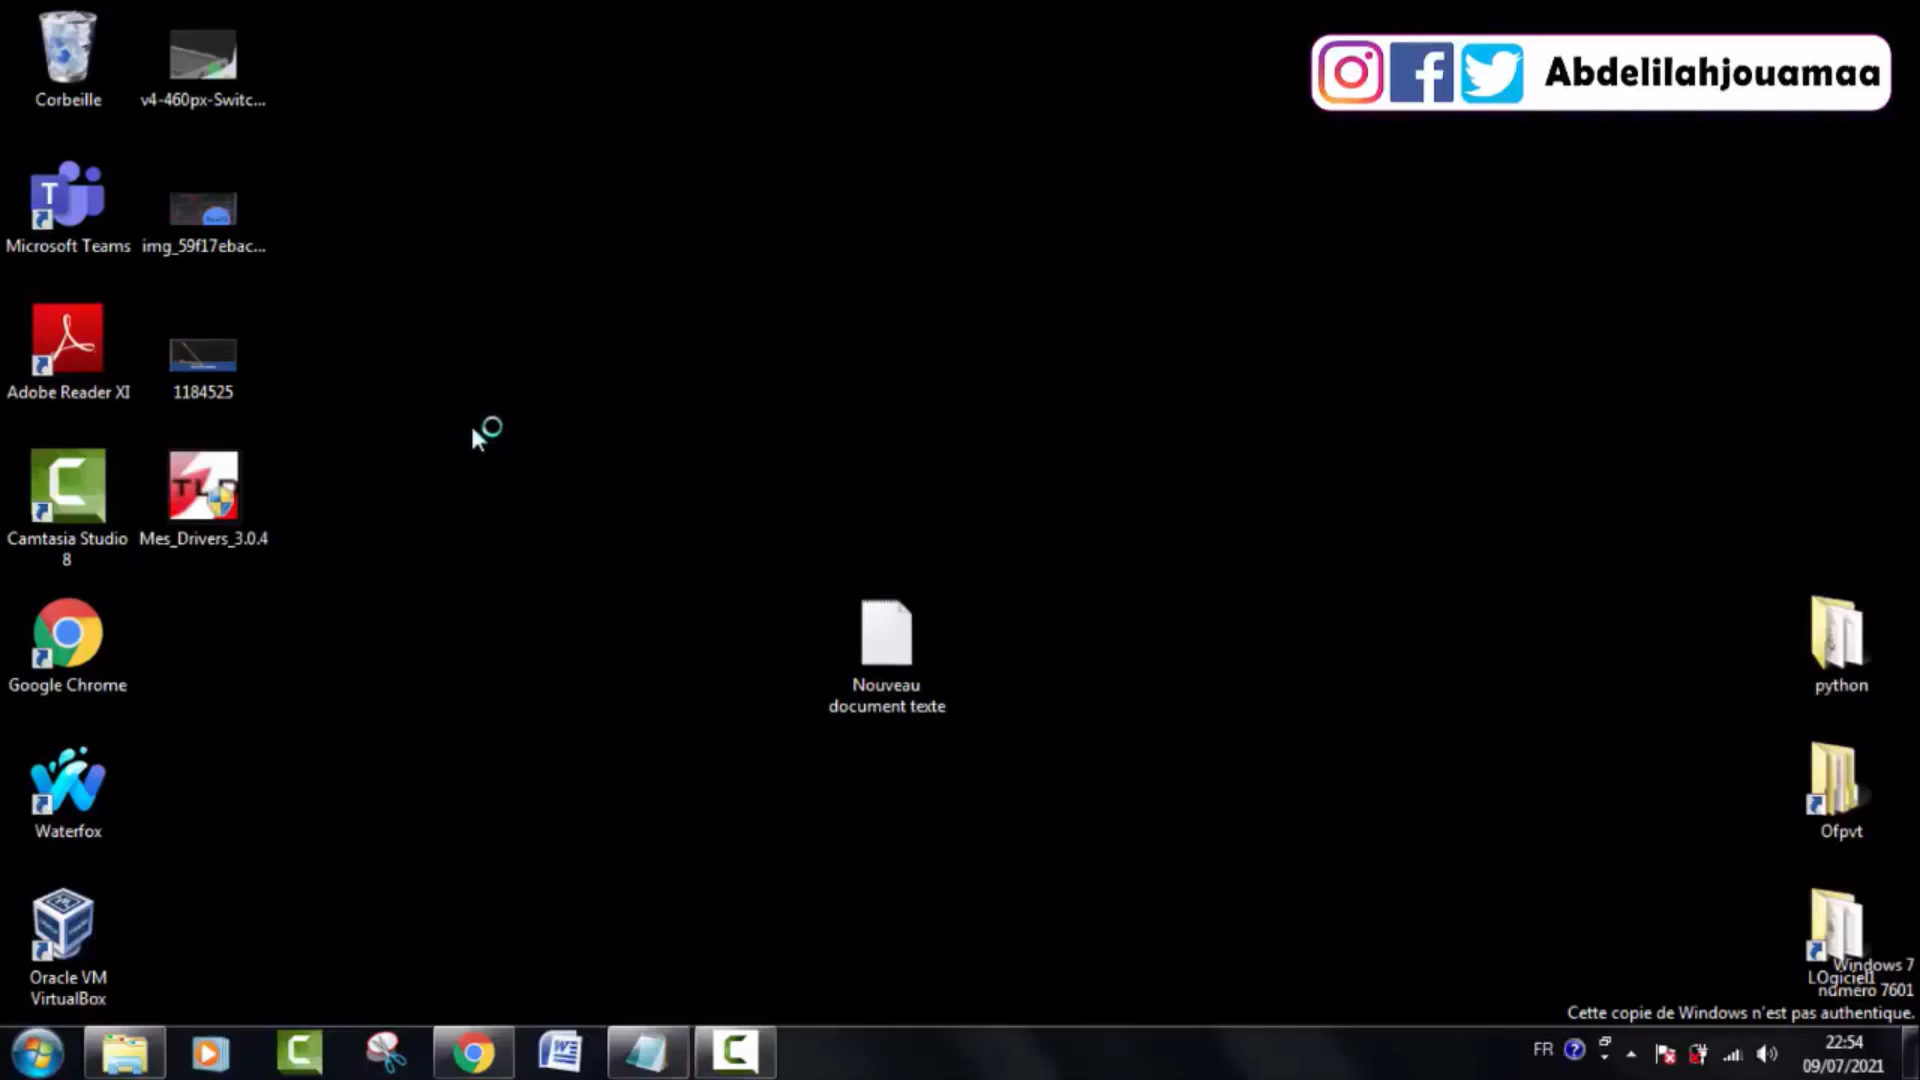 Corbeille
v4-460px-Switc...
Abdelilahjouamaa
T
Microsoft Teams
img_59f17ebac...
Adobe Reader XI
1184525
TLD
Camtasia Studio
8
Mes_Drivers_3.0.4
Google Chrome
Nouveau
document texte
python
Waterfox
Ofpvt
Oracle VM
VirtualBox
LOgiciel1
Windows 7
numéro 7601
Cette copie de Windows n'est pas authentique.
FR
22:54
09/07/2021